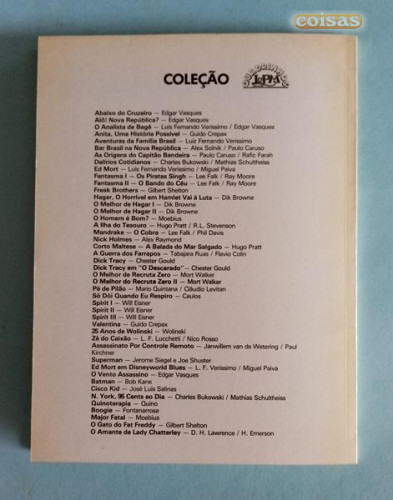 coisas
COLEÇÃO
QUADRINHOS
L&PM
Abaixo do Cruzeiro — Edgar Vasques
Alô! Nova República? — Edgar Vasques
O Analista de Bagé — Luis Fernando Verissimo / Edgar Vasques
Anita, Uma História Possível — Guido Crepax
Aventuras da Família Brasil — Luiz Fernando Verissimo
Bar Brasil na Nova República — Alex Solnik / Paulo Caruso
As Origens do Capitão Bandeira — Paulo Caruso / Rafic Farah
Delírios Cotidianos — Charles Bukowski / Mathias Schultheiss
Ed Mort — Luis Fernando Verissimo / Miguel Paiva
Fantasma I — Os Piratas Singh — Lee Falk / Ray Moore
Fantasma II — O Bando do Céu — Lee Falk / Ray Moore
Freak Brothers — Gilbert Shelton
Hagar, O Horrível em Hamlet Vai à Luta — Dik Browne
O Melhor de Hagar I — Dik Browne
O Melhor de Hagar II — Dik Browne
O Homem é Bom? — Moebius
A Ilha do Tesouro — Hugo Pratt / R.L. Stevenson
Mandrake — O Cobra — Lee Falk / Phil Davis
Nick Holmes — Alex Raymond
Corto Maltese — A Balada do Mar Salgado — Hugo Pratt
A Guerra dos Farrapos — Tabajara Ruas / Flavio Colin
Dick Tracy — Chester Gould
Dick Tracy em "O Descarado" — Chester Gould
O Melhor de Recruta Zero — Mort Walker
O Melhor do Recruta Zero II — Mort Walker
Pé de Pilão — Mario Quintana / Cláudio Levitan
Só Dói Quando Eu Respiro — Caulos
Spirit I — Will Eisner
Spirit II — Will Eisner
Spirit III — Will Eisner
Valentina — Guido Crepax
25 Anos de Wolinski — Wolinski
Zé do Caixão — L. F. Lucchetti / Nico Rosso
Assassinato Por Controle Remoto — Janwillem van de Wetering / Paul
Kirchner
Superman — Jerome Siegel e Joe Shuster
Ed Mort em Disneyworld Blues — L. F. Verissimo / Miguel Paiva
O Vento Assassino — Edgar Vasques
Batman — Bob Kane
Cisco Kid — José Luis Salinas
N. York, 95 Cents ao Dia — Charles Bukowski / Mathias Schultheiss
Quinoterapia — Quino
Boogie — Fontanarrosa
Major Fatal — Moebius
O Gato do Fat Freddy — Gilbert Shelton
O Amante de Lady Chatterley — D. H. Lawrence / H. Emerson